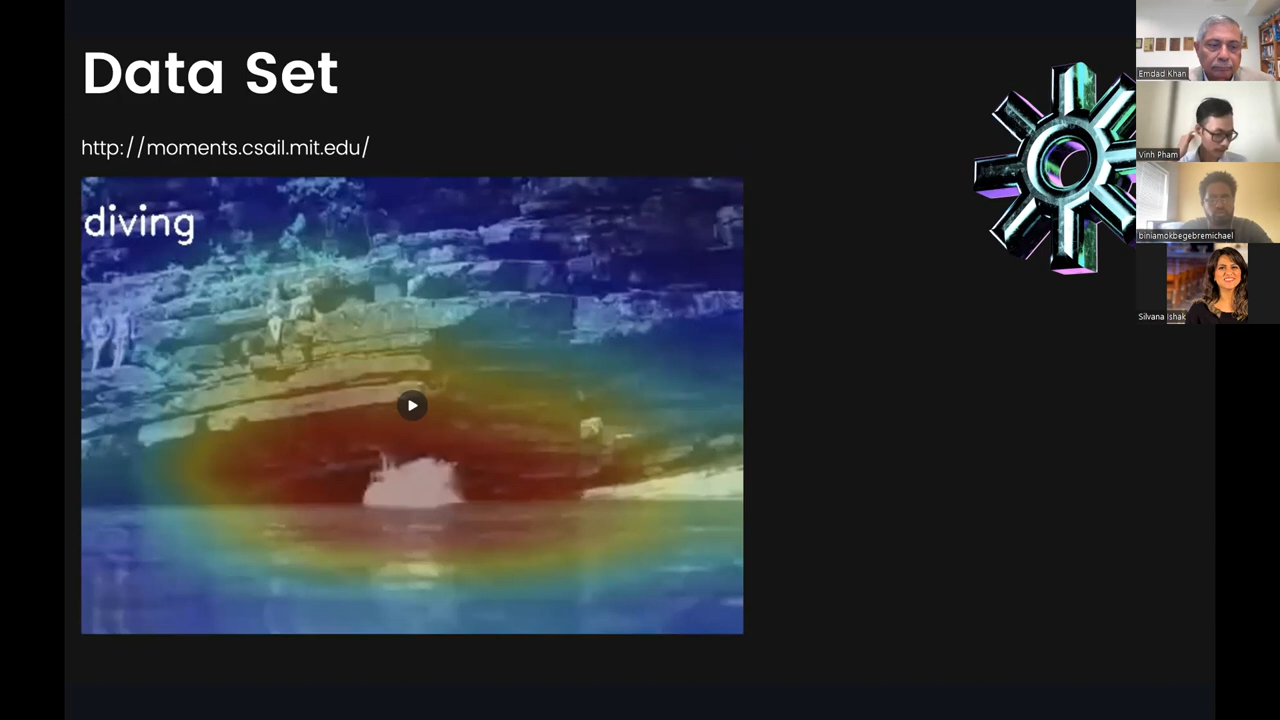 Data Set
http://moments.csail.mit.edu/
diving
Emdad Khan
Vinh Pham
biniamokbegebremichael
Silvana Ishak